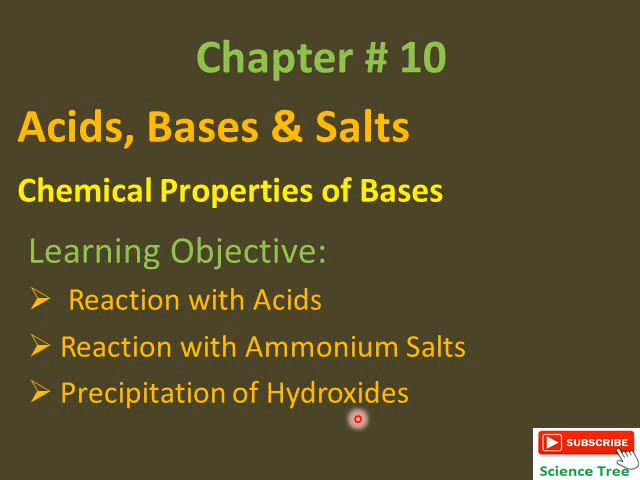 Chapter # 10
Acids, Bases & Salts
Chemical Properties of Bases
Learning Objective:
Reaction with Acids
Reaction with Ammonium Salts
Precipitation of Hydroxides
SUBSCRIBE
Science Tree